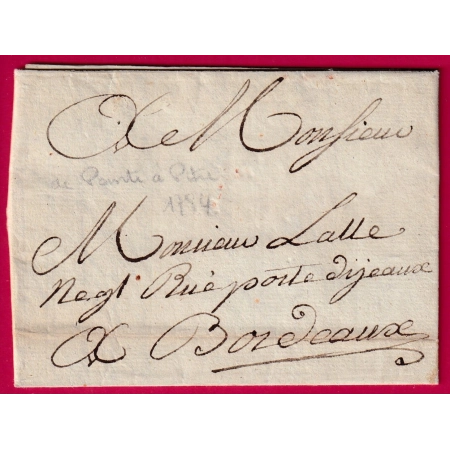 A Monsieur
de Pointe à Pitre
1784
Monsieur Lalle
Negt Rue porte dijeaux
A Bordeaux